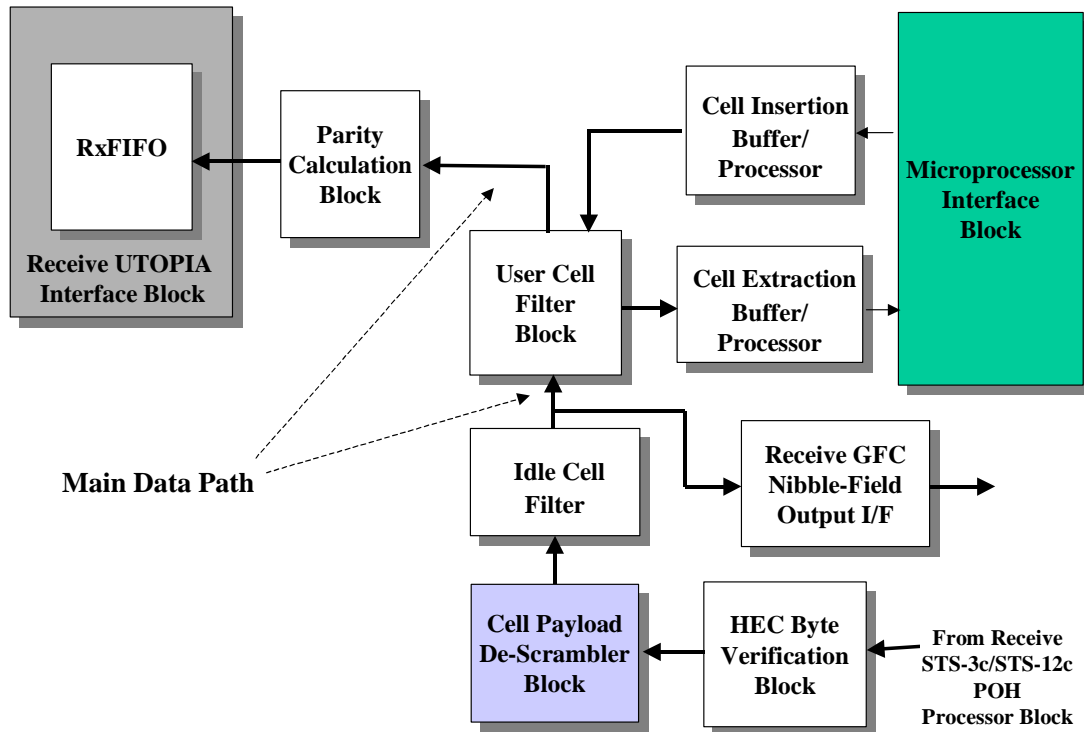 RxFIFO
Receive UTOPIA
Interface Block
Parity
Calculation
Block
Cell Insertion
Buffer/
Processor
Microprocessor
Interface
Block
User Cell
Filter
Block
Cell Extraction
Buffer/
Processor
Main Data Path
Idle Cell
Filter
Receive GFC
Nibble-Field
Output I/F
Cell Payload
De-Scrambler
Block
HEC Byte
Verification
Block
From Receive
STS-3c/STS-12c
POH
Processor Block